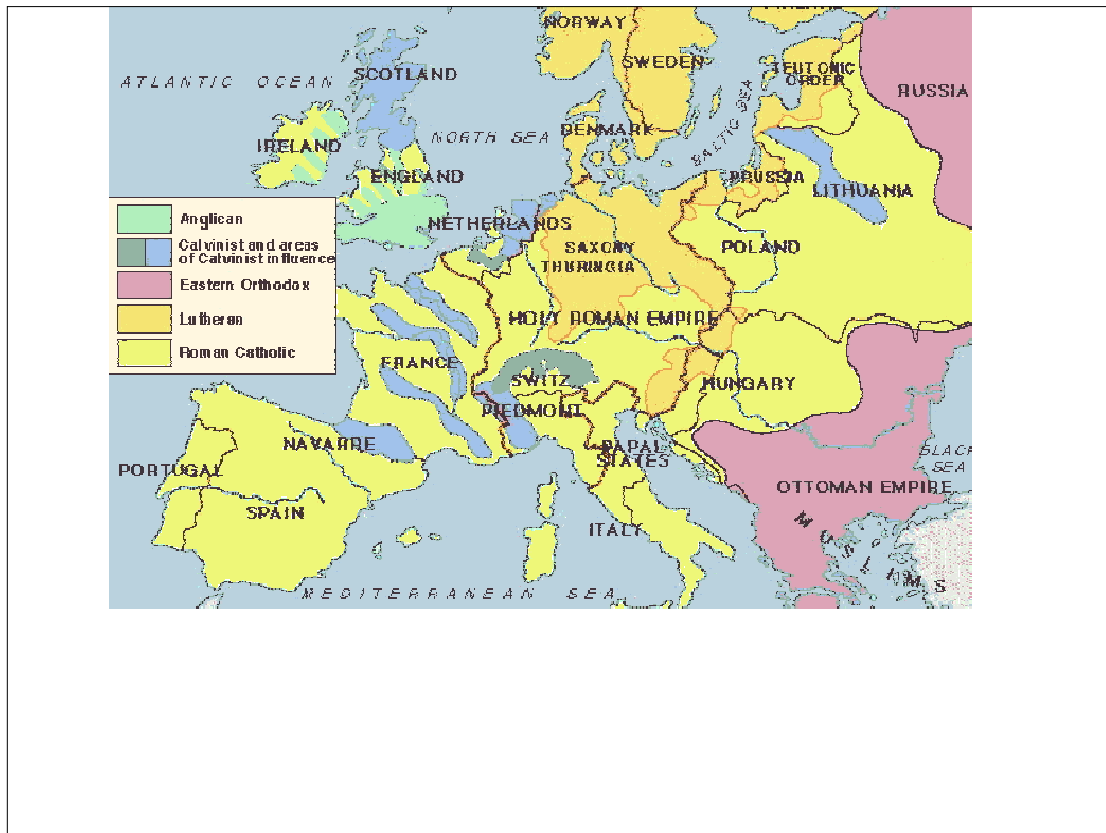 NORWAY
SWEDEN
ATLANTIC OCEAN
SCOTLAND
TEUTONIC
ORDER
RUSSIA
BALTIC SEA
NORTH SEA
DENMARK
IRELAND
ENGLAND
PRUSSIA
LITHUANIA
NETHERLANDS
SAXONY
THURINGIA
POLAND
Anglican
Calvinist and areas
of Calvinist influence
Eastern Orthodox
Lutheran
Roman Catholic
HOLY ROMAN EMPIRE
FRANCE
SWITZ
HUNGARY
PIEDMONT
NAVARRE
PAPAL
STATES
BLACK
SEA
PORTUGAL
SPAIN
OTTOMAN EMPIRE
ITALY
MUSLIMS
MEDITERRANEAN SEA